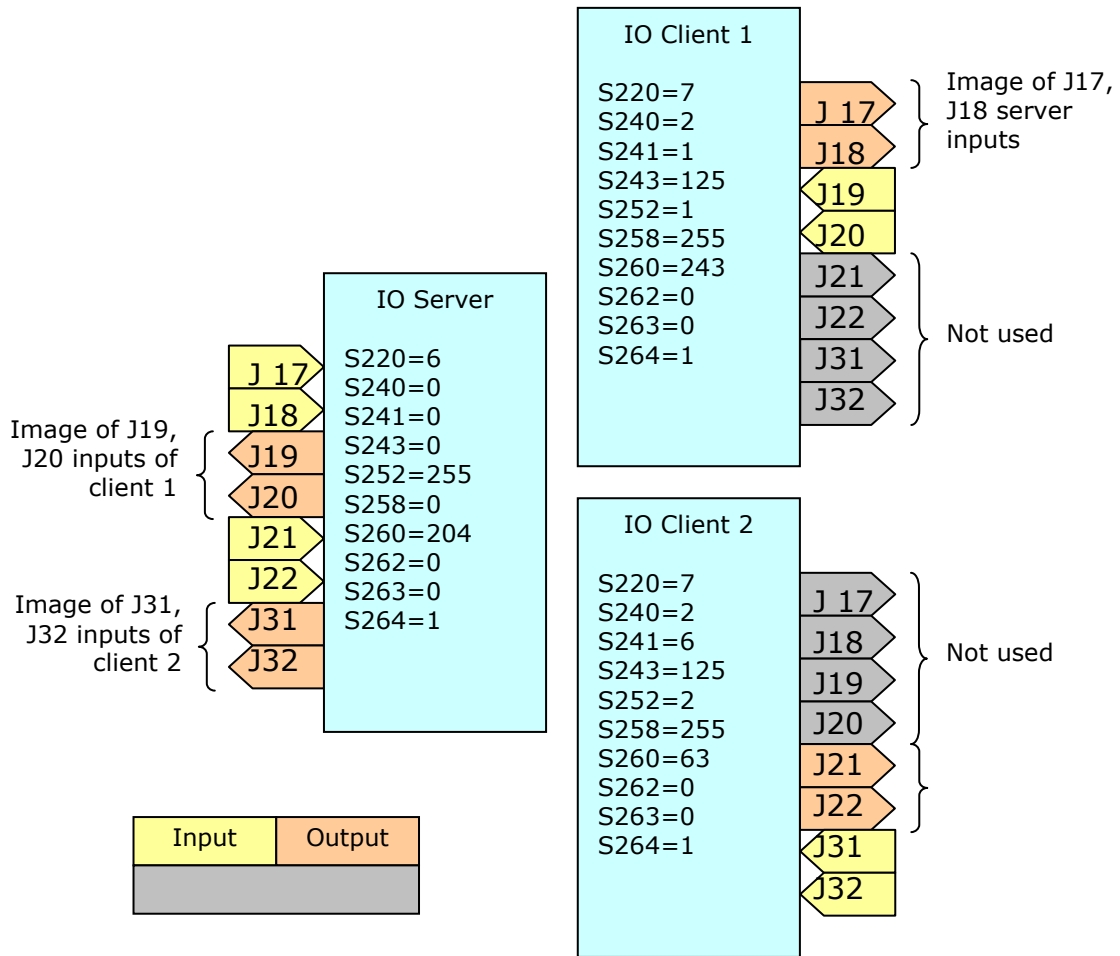 IO Client 1
S220=7
S240=2
S241=1
S243=125
S252=1
S258=255
S260=243
S262=0
S263=0
S264=1
J 17
J18
J19
J20
J21
J22
J31
J32
Image of J17,
J18 server
inputs
Not used
IO Server
S220=6
S240=0
S241=0
S243=0
S252=255
S258=0
S260=204
S262=0
S263=0
S264=1
J 17
J18
J19
J20
J21
J22
J31
J32
Image of J19,
J20 inputs of
client 1
Image of J31,
J32 inputs of
client 2
IO Client 2
S220=7
S240=2
S241=6
S243=125
S252=2
S258=255
S260=63
S262=0
S263=0
S264=1
J 17
J18
J19
J20
J21
J22
J31
J32
Not used
Input
Output